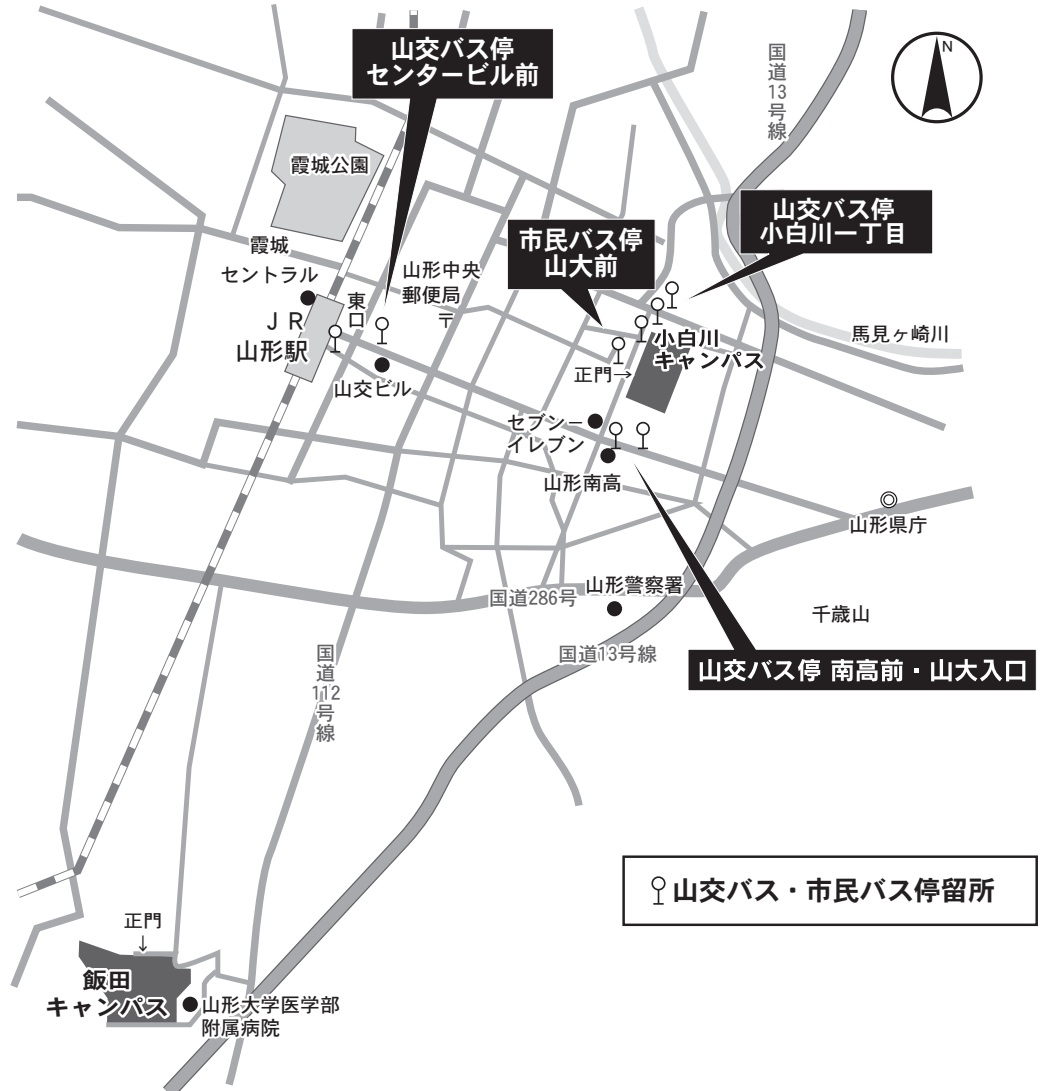 山交バス停
センタービル前
国道13号線
N
霞城公園
山交バス停
小白川一丁目
市民バス停
山大前
霞城
セントラル
山形中央
郵便局
〒
東口
JR
山形駅
山交ビル
小白川
キャンパス
正門→
馬見ヶ崎川
セブン−
イレブン
山形南高
山形県庁
山形警察署
国道286号
千歳山
国道13号線
山交バス停 南高前・山大入口
国道112号線
山交バス・市民バス停留所
正門
↓
飯田
キャンパス
山形大学医学部
附属病院